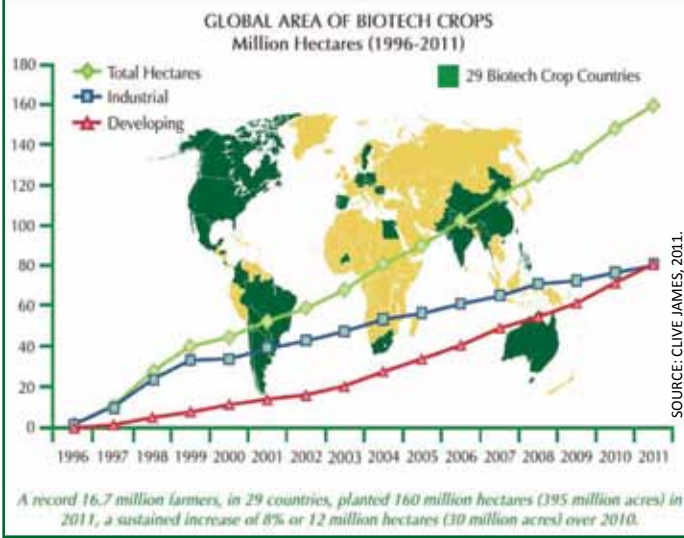 GLOBAL AREA OF BIOTECH CROPS
Million Hectares (1996-2011)
Total Hectares
Industrial
Developing
29 Biotech Crop Countries
180
160
140
120
100
80
60
40
20
0
1996 1997 1998 1999 2000 2001 2002 2003 2004 2005 2006 2007 2008 2009 2010 2011
SOURCE: CLIVE JAMES, 2011.
A record 16.7 million farmers, in 29 countries, planted 160 million hectares (395 million acres) in
2011, a sustained increase of 8% or 12 million hectares (30 million acres) over 2010.